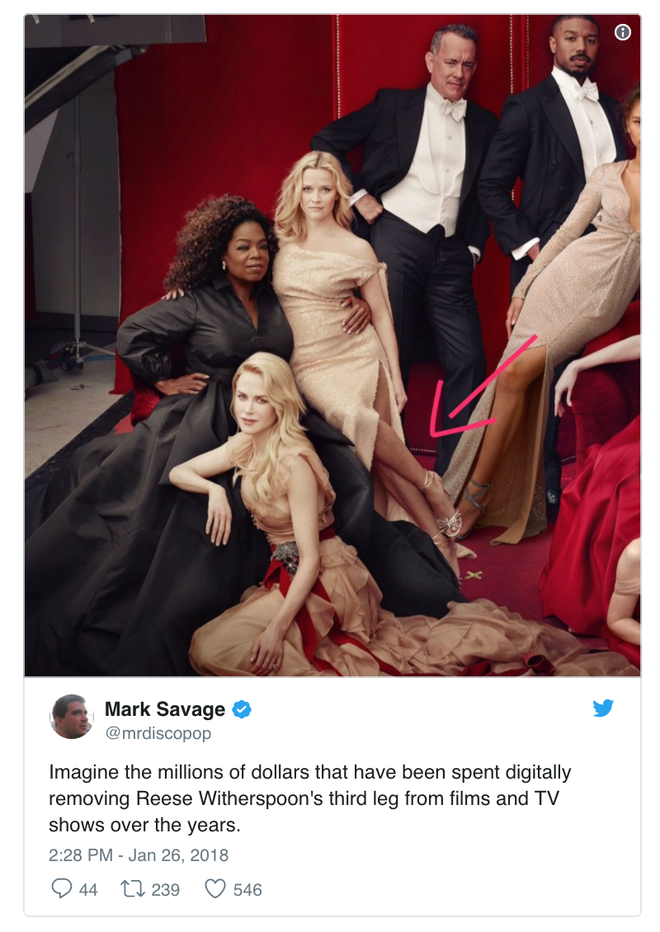 Mark Savage
@mrdiscopop
Imagine the millions of dollars that have been spent digitally
removing Reese Witherspoon's third leg from films and TV
shows over the years.
2:28 PM - Jan 26, 2018
44 239 546